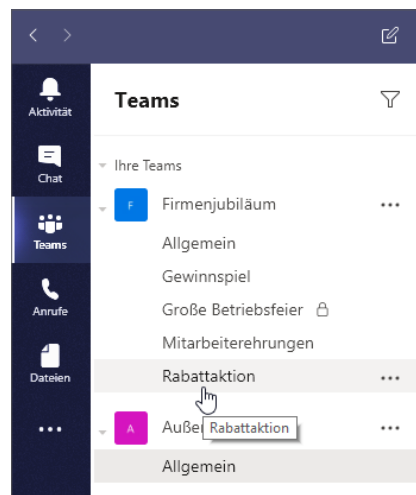 Aktivität
Chat
Teams
Anrufe
Dateien
Teams
Ihre Teams
F Firmenjubiläum
Allgemein
Gewinnspiel
Große Betriebsfeier
Mitarbeiterehrungen
Rabattaktion
A
Rabattaktion
Allgemein